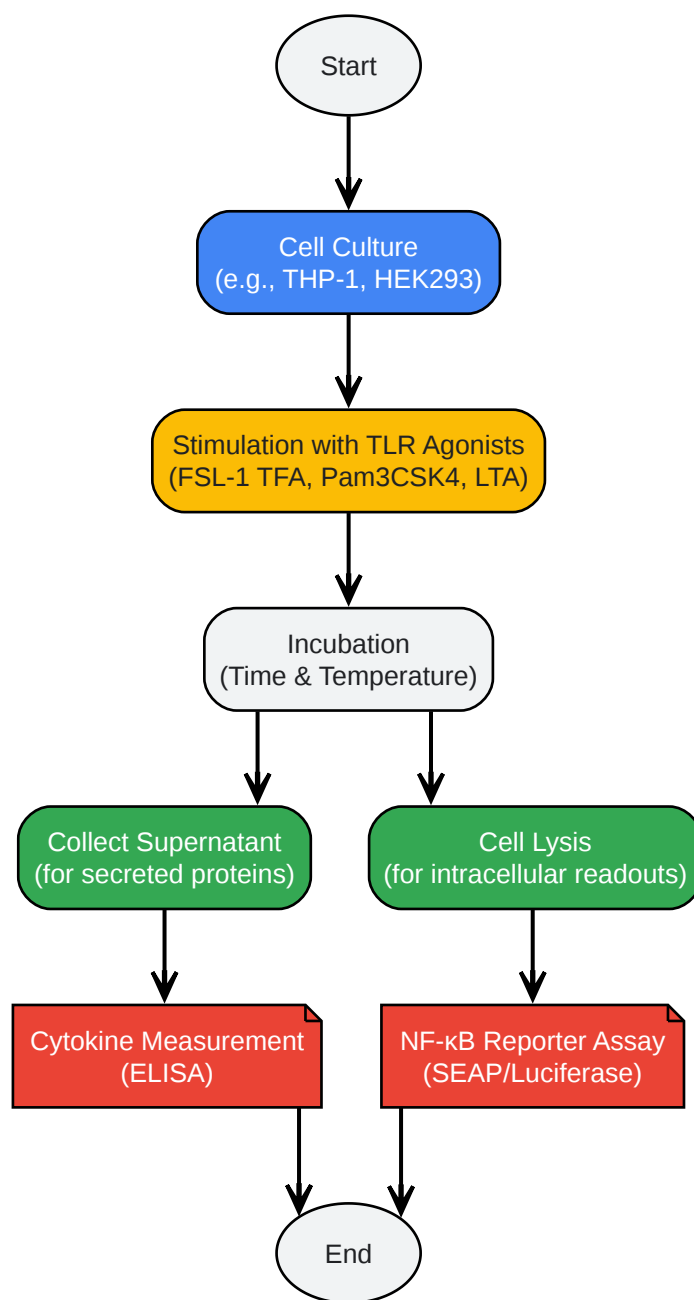 Start
Cell Culture
(e.g., THP-1, HEK293)
Stimulation with TLR Agonists
(FSL-1 TFA, Pam3CSK4, LTA)
Incubation
(Time & Temperature)
Collect Supernatant
(for secreted proteins)
Cell Lysis
(for intracellular readouts)
Cytokine Measurement
(ELISA)
NF-κB Reporter Assay
(SEAP/Luciferase)
End